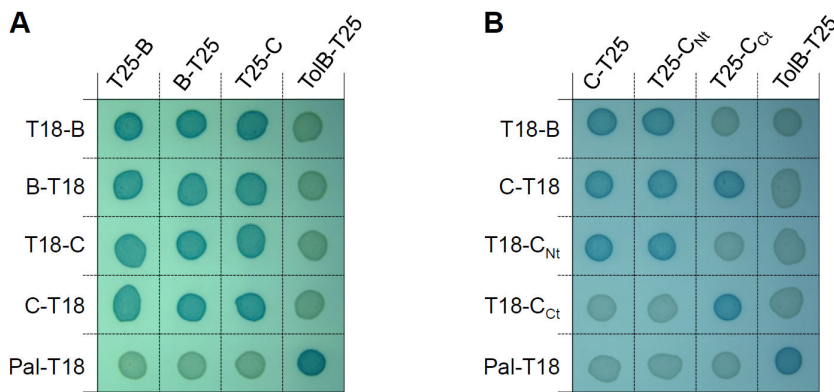 A
T25-B B-T25 T25-C TolB-T25
T18-B
B-T18
T18-C
C-T18
Pal-T18
B
C-T25 T25-CNt T25-CCt TolB-T25
T18-B
C-T18
T18-CNt
T18-CCt
Pal-T18